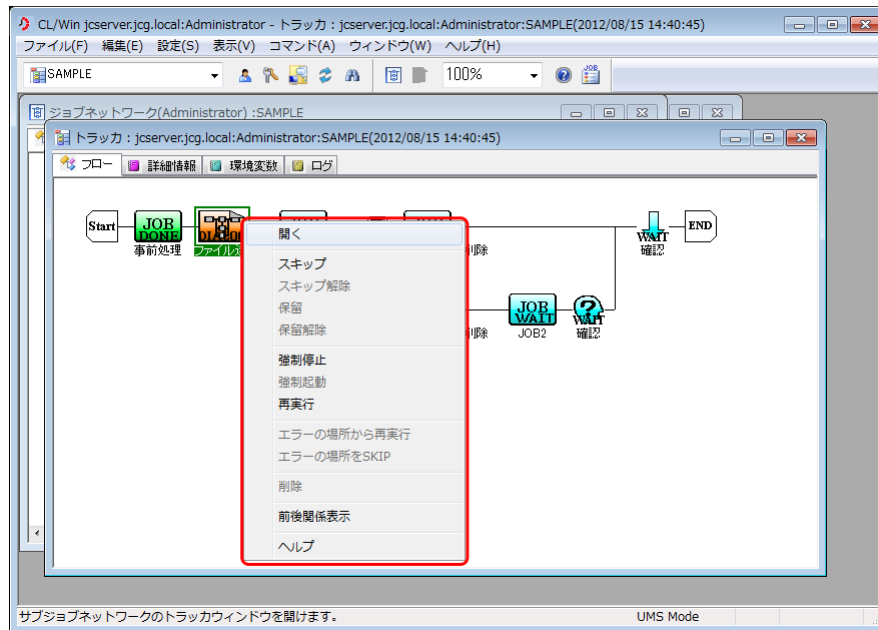 CL/Win jcserver.jcg.local:Administrator - トラッカ : jcserver.jcg.local:Administrator:SAMPLE(2012/08/15 14:40:45)
ファイル(F) 編集(E) 設定(S) 表示(V) コマンド(A) ウィンドウ(W) ヘルプ(H)
SAMPLE 100% JOB
ジョブネットワーク(Administrator) :SAMPLE
トラッカ : jcserver.jcg.local:Administrator:SAMPLE(2012/08/15 14:40:45)
フロー 詳細情報 環境変数 ログ
Start JOB DONE WAIT END
事前処理 削除 確認
開く
スキップ
スキップ解除
保留
保留解除
JOB WAIT WAIT
削除 JOB2 確認
強制停止
強制起動
再実行
エラーの場所から再実行
エラーの場所をSKIP
削除
前後関係表示
ヘルプ
サブジョブネットワークのトラッカウィンドウを開けます。 UMS Mode